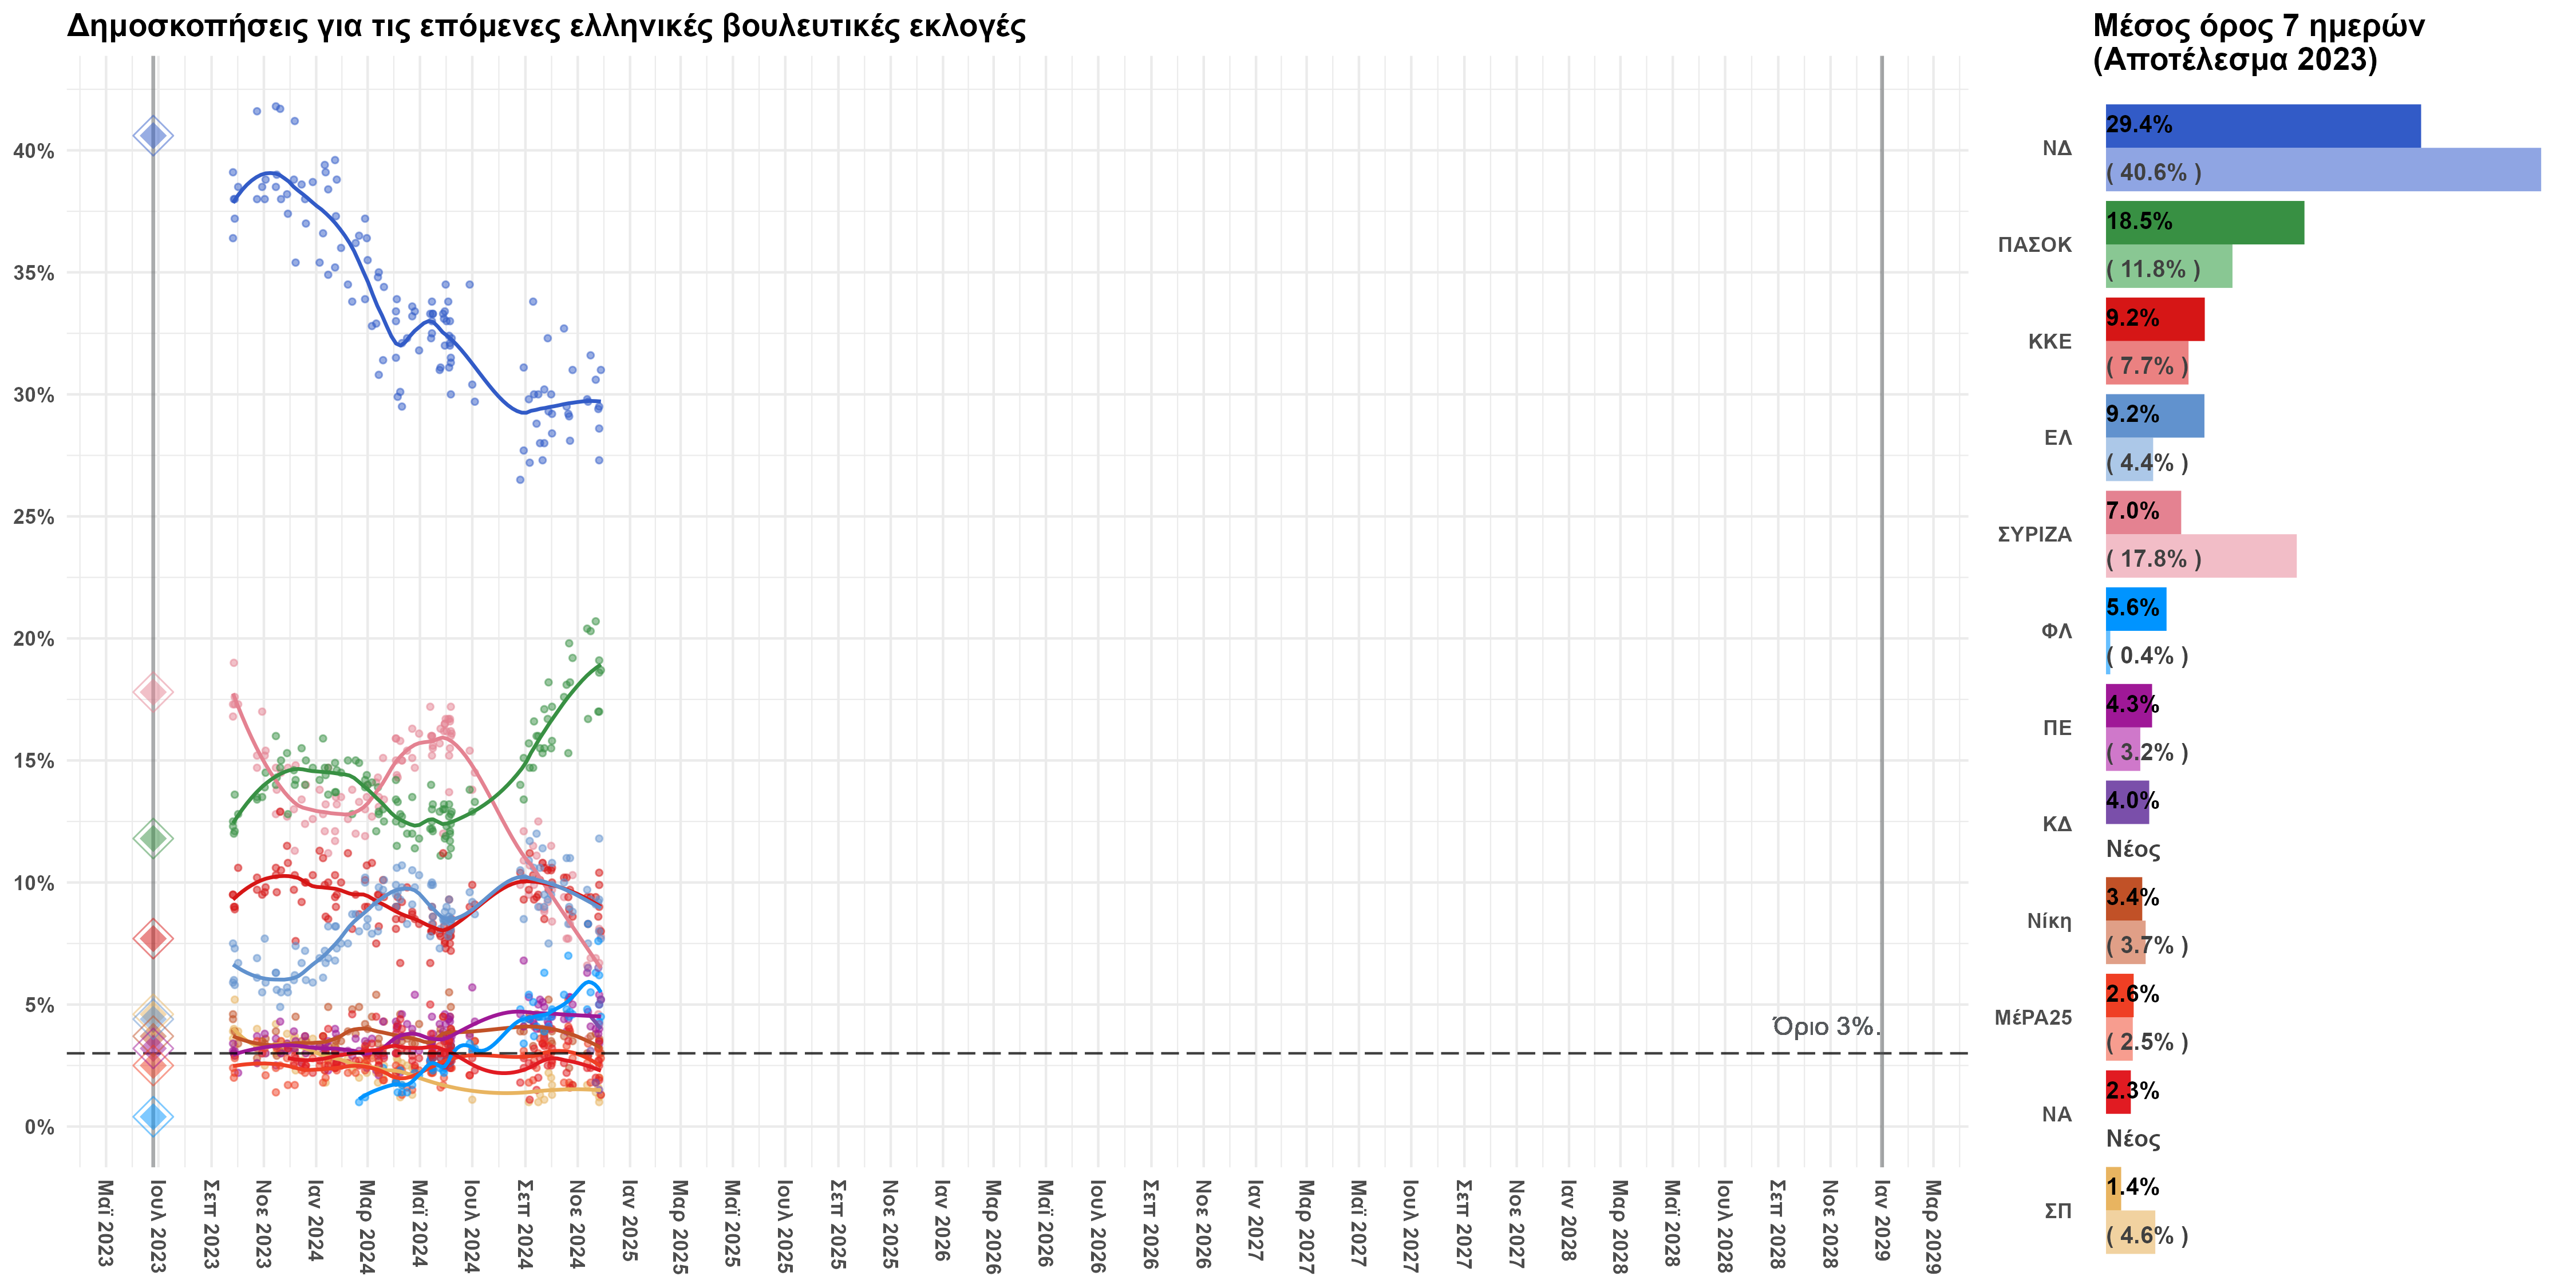 Δημοσκοπήσεις για τις επόμενες ελληνικές βουλευτικές εκλογές
40%
35%
30%
25%
20%
15%
10%
5%
0%
Όριο 3%.
Μαϊ 2023
Ιουλ 2023
Σεπ 2023
Νοε 2023
Ιαν 2024
Μαρ 2024
Μαϊ 2024
Ιουλ 2024
Σεπ 2024
Νοε 2024
Ιαν 2025
Μαρ 2025
Μαϊ 2025
Ιουλ 2025
Σεπ 2025
Νοε 2025
Ιαν 2026
Μαρ 2026
Μαϊ 2026
Ιουλ 2026
Σεπ 2026
Νοε 2026
Ιαν 2027
Μαρ 2027
Μαϊ 2027
Ιουλ 2027
Σεπ 2027
Νοε 2027
Ιαν 2028
Μαρ 2028
Μαϊ 2028
Ιουλ 2028
Σεπ 2028
Νοε 2028
Ιαν 2029
Μαρ 2029
Μέσος όρος 7 ημερών
(Αποτέλεσμα 2023)
ΝΔ
29.4%
( 40.6% )
ΠΑΣΟΚ
18.5%
( 11.8% )
ΚΚΕ
9.2%
( 7.7% )
ΕΛ
9.2%
( 4.4% )
ΣΥΡΙΖΑ
7.0%
( 17.8% )
ΦΛ
5.6%
( 0.4% )
ΠΕ
4.3%
( 3.2% )
ΚΔ
4.0%
Νέος
Νίκη
3.4%
( 3.7% )
ΜέΡΑ25
2.6%
( 2.5% )
ΝΑ
2.3%
Νέος
ΣΠ
1.4%
( 4.6% )